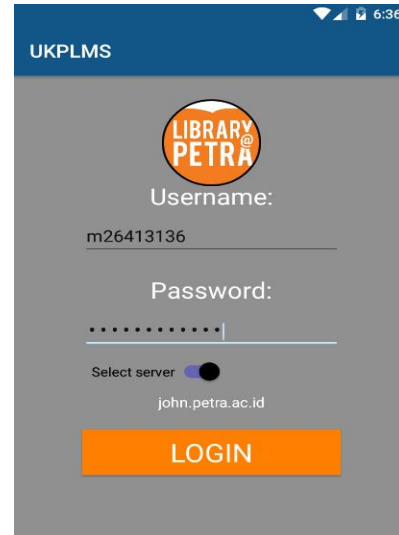 6:36
UKPLMS
LIBRARY
@
PETRA
Username:
m26413136
Password:
••••••••••••
Select server
john.petra.ac.id
LOGIN